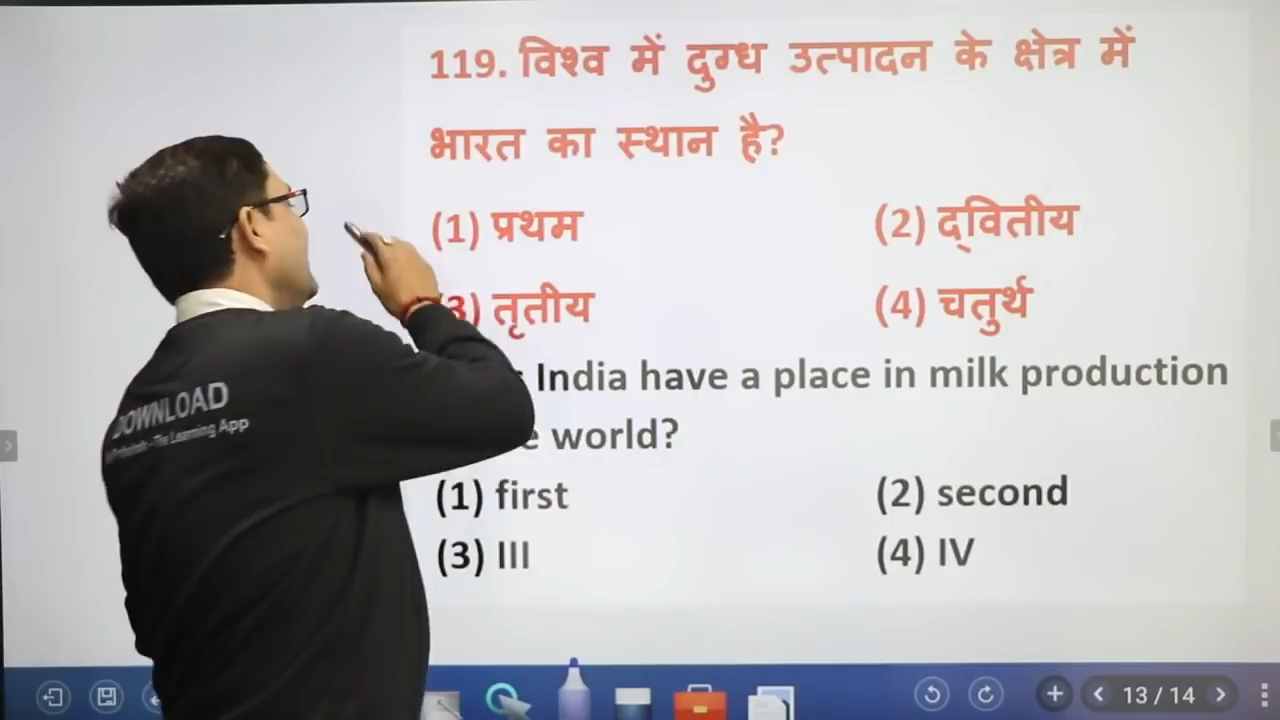 119. विश्व में दुग्ध उत्पादन के क्षेत्र में
भारत का स्थान है?
(1) प्रथम (2) द्वितीय
3) तृतीय (4) चतुर्थ
India have a place in milk production
world?
(1) first (2) second
(3) III (4) IV
DOWNLOAD
The Learning App
13 / 14